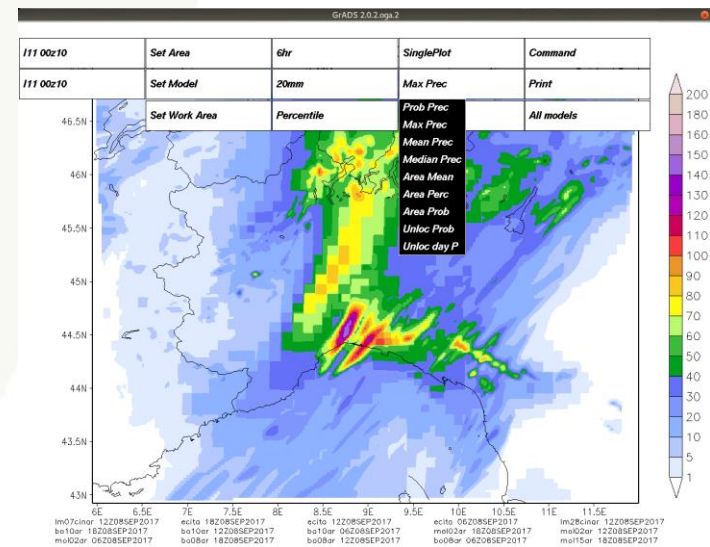 GrADS 2.0.2.oga.2
I11 00z10 Set Area 6hr SinglePlot Command
I11 00z10 Set Model 20mm Max Prec Print
Set Work Area Percentile All models
Prob Prec
Max Prec
Mean Prec
Median Prec
Area Mean
Area Perc
Area Prob
Unloc Prob
Unloc day P
46.5N
46N
45.5N
45N
44.5N
44N
43.5N
43N
6E 6.5E 7E 7.5E 8E 8.5E 9E 9.5E 10E 10.5E 11E 11.5E
200
180
160
150
140
130
120
110
100
90
80
70
60
50
40
30
20
10
5
1
lm07cinar 12Z08SEP2017 ecita 18Z08SEP2017 ecita 12Z08SEP2017 ecita 06Z08SEP2017 lm28cinar 12Z08SEP2017
bo10ar 18Z08SEP2017 bo10ar 12Z08SEP2017 bo10ar 06Z08SEP2017 mol02ar 18Z08SEP2017 mol02ar 12Z08SEP2017
mol02ar 06Z08SEP2017 bo08ar 18Z08SEP2017 bo08ar 12Z08SEP2017 bo08ar 06Z08SEP2017 mol15ar 18Z08SEP2017